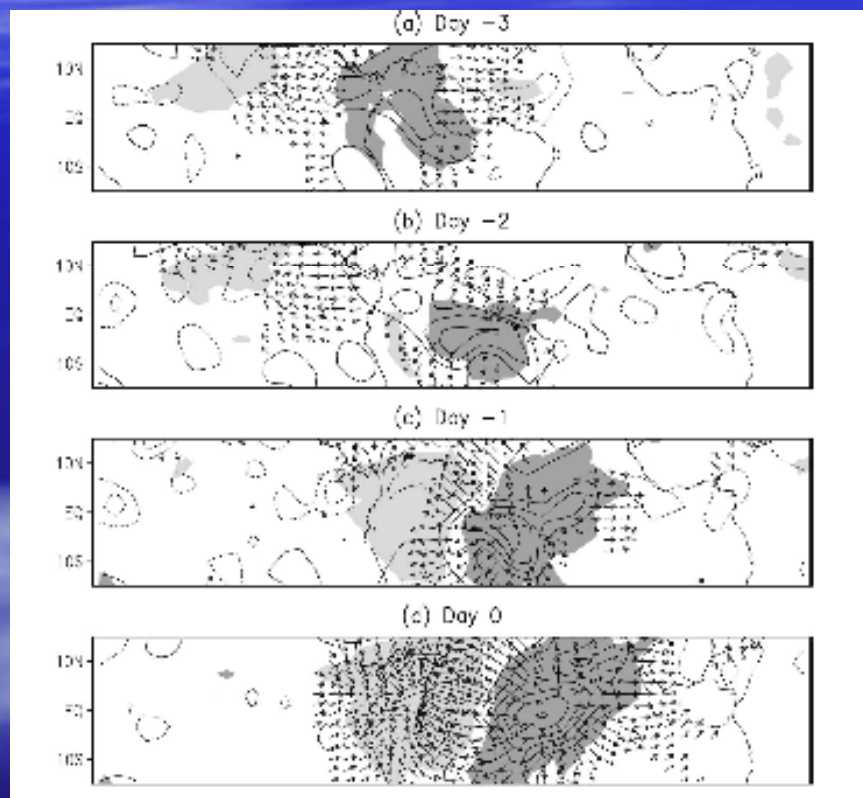 (a) Day -3
10N
EQ
10S
(b) Day -2
10N
EQ
10S
(c) Day -1
10N
EQ
10S
(d) Day 0
10N
EQ
10S